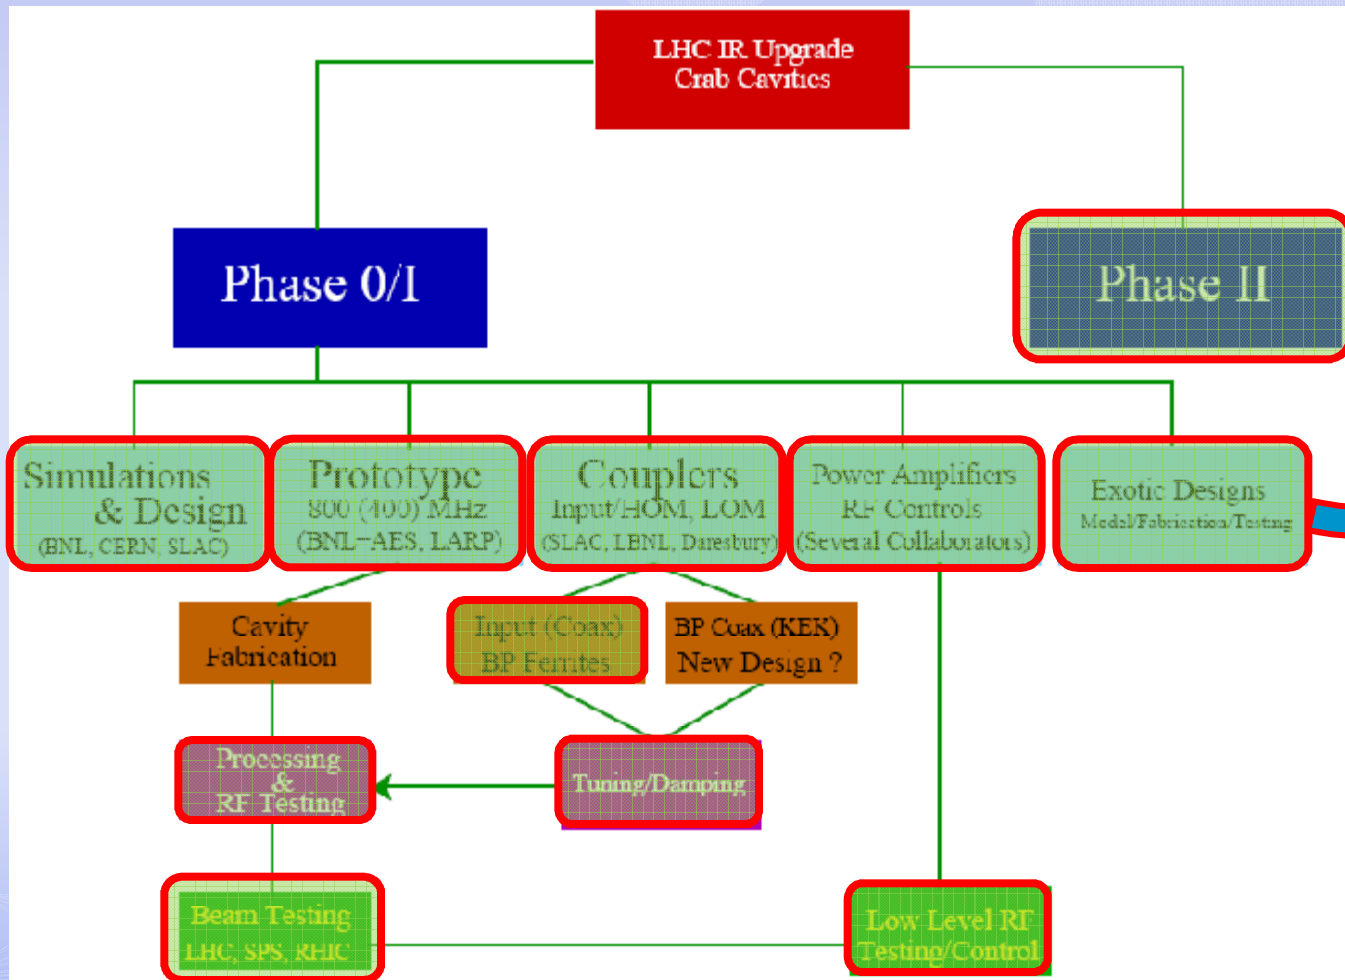 LHC IR Upgrade
Crab Cavities
Phase 0/I
Phase II
Simulations
& Design
(BNL, CERN, SLAC)
Prototype
800 (400) MHz
(BNL-AES, LARP)
Couplers
Input/HOM, LOM
(SLAC, LBNL, Daresbury)
Power Amplifiers
RF Controls
(Several Collaborators)
Exotic Designs
Model/Fabrication/Testing
Cavity
Fabrication
Input (Coax)
BP Ferrites
BP Coax (KEK)
New Design ?
Processing
&
RF Testing
Tuning/Damping
Beam Testing
LHC, SPS, RHIC
Low Level RF
Testing/Control